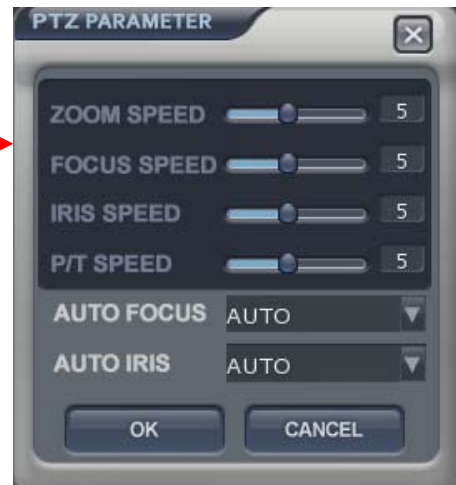 PTZ PARAMETER
ZOOM SPEED 5
FOCUS SPEED 5
IRIS SPEED 5
P/T SPEED 5
AUTO FOCUS AUTO
AUTO IRIS AUTO
OK CANCEL